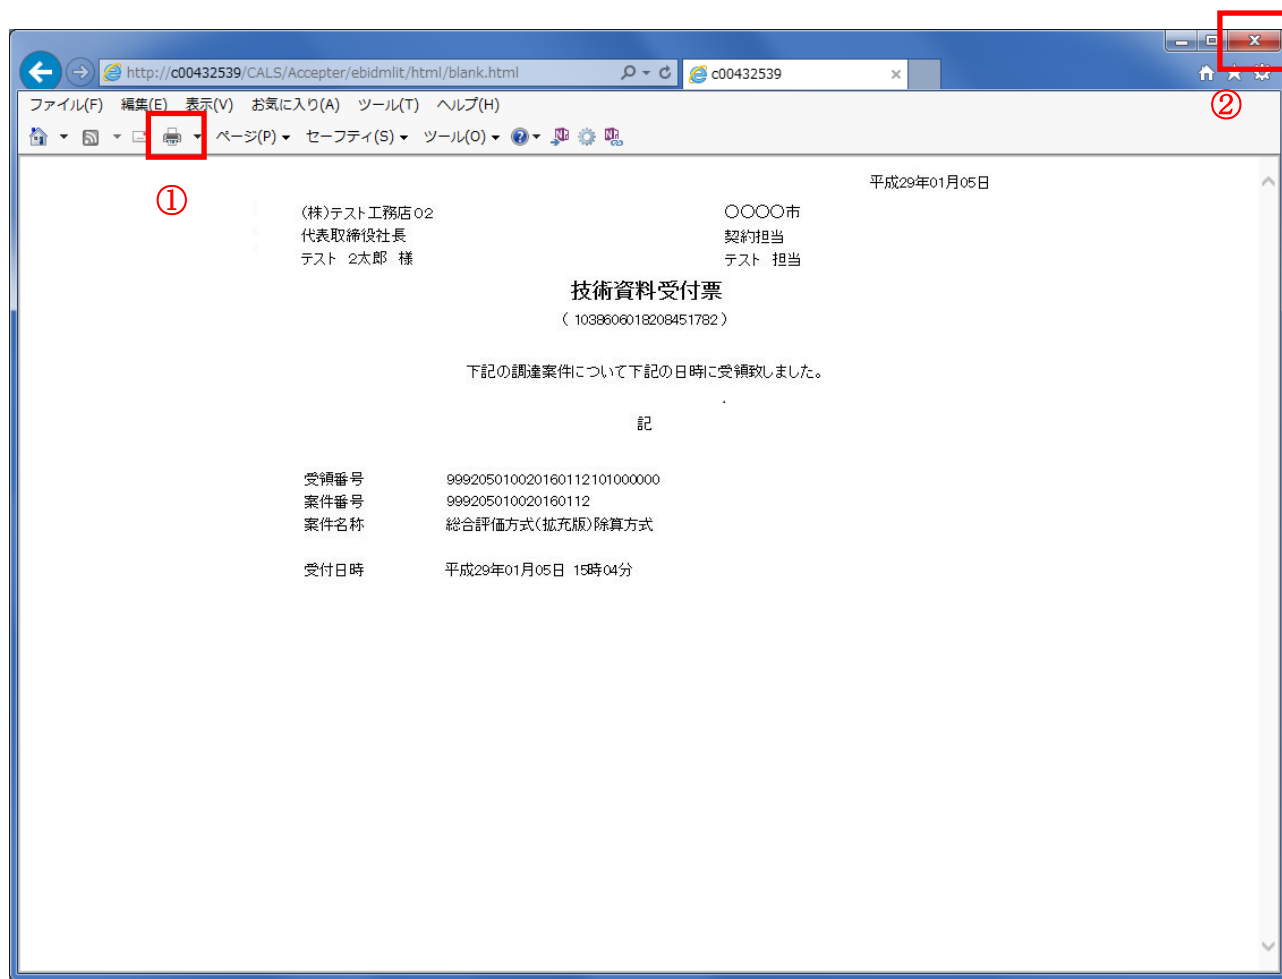 http://c00432539/CALS/Accepter/ebidmlit/html/blank.html
c00432539
ファイル(F) 編集(E) 表示(V) お気に入り(A) ツール(T) ヘルプ(H)
②
ページ(P) セーフティ(S) ツール(O)
①
平成29年01月05日
(株)テスト工務店02 〇〇〇〇市
代表取締役社長 契約担当
テスト 2太郎 様 テスト 担当
技術資料受付票
( 1038606018208451782 )
下記の調達案件について下記の日時に受領致しました。
.
記
受領番号 999205010020160112101000000
案件番号 999205010020160112
案件名称 総合評価方式(拡充版)除算方式
受付日時 平成29年01月05日 15時04分